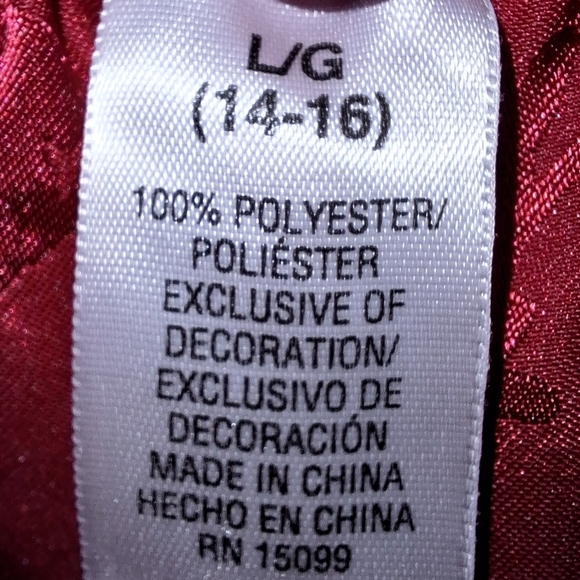 L/G
(14-16)
100% POLYESTER/
POLIÉSTER
EXCLUSIVE OF
DECORATION/
EXCLUSIVO DE
DECORACIÓN
MADE IN CHINA
HECHO EN CHINA
RN 15099